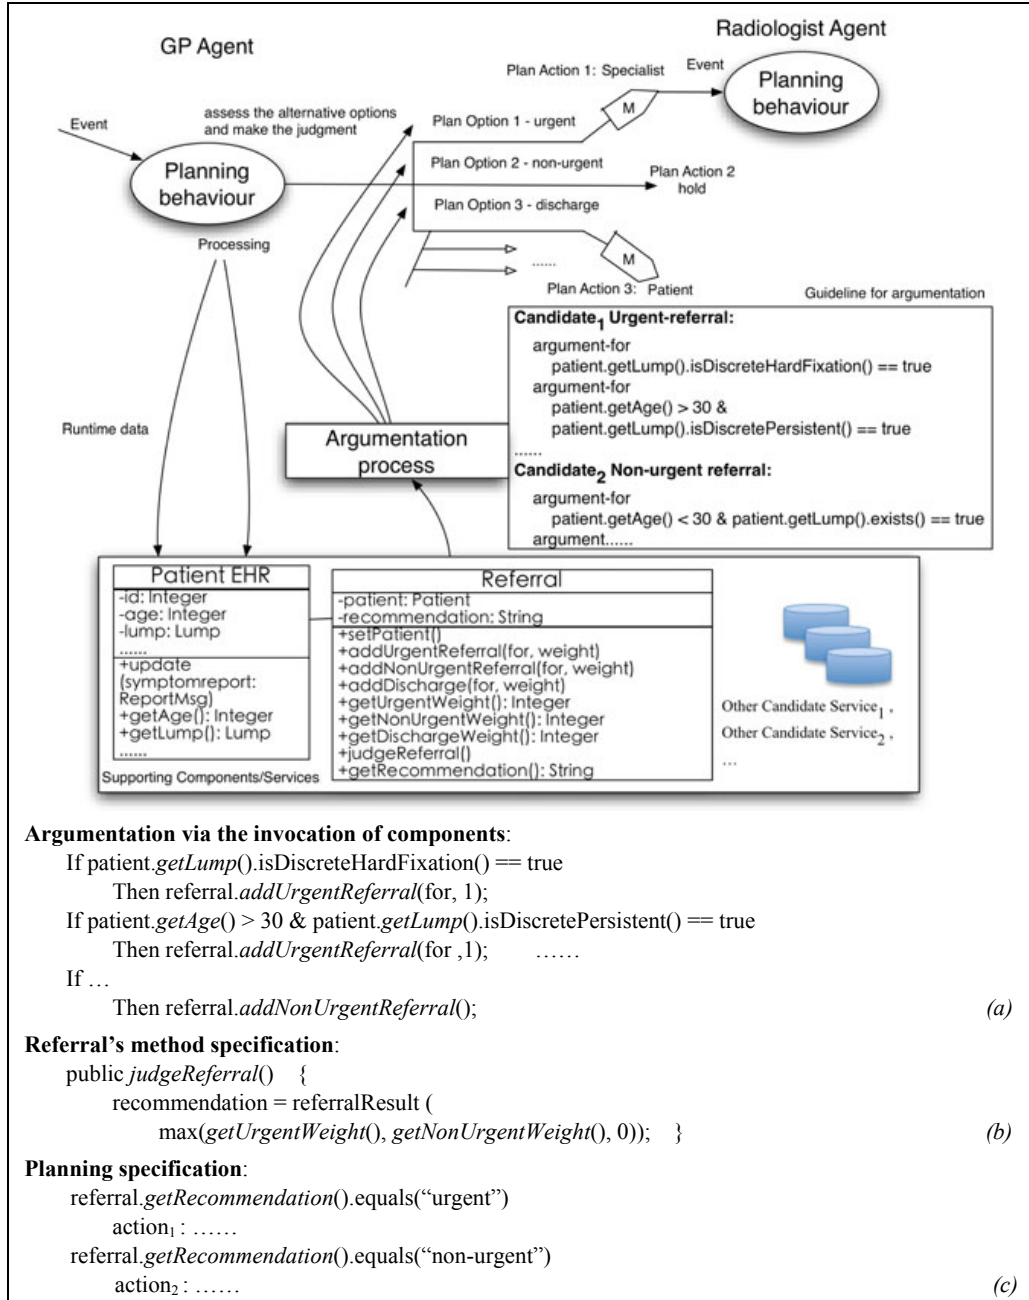 GP Agent
Radiologist Agent
Event
Planning
behaviour
assess the alternative options
and make the judgment
Plan Action 1: Specialist
M
Event
Planning
behaviour
Plan Option 1 - urgent
Plan Option 2 - non-urgent
Plan Action 2
hold
Plan Option 3 - discharge
......
M
Plan Action 3: Patient
Processing
Runtime data
Argumentation
process
Guideline for argumentation
Candidate1 Urgent-referral:
argument-for
patient.getLump().isDiscreteHardFixation() == true
argument-for
patient.getAge() > 30 &
patient.getLump().isDiscretePersistent() == true
......
Candidate2 Non-urgent referral:
argument-for
patient.getAge() < 30 & patient.getLump().exists() == true
argument......
Patient EHR
-id: Integer
-age: Integer
-lump: Lump
......
+update
(symptomreport:
ReportMsg)
+getAge(): Integer
+getLump(): Lump
......
Referral
-patient: Patient
-recommendation: String
+setPatient()
+addUrgentReferral(for, weight)
+addNonUrgentReferral(for, weight)
+addDischarge(for, weight)
+getUrgentWeight(): Integer
+getNonUrgentWeight(): Integer
+getDischargeWeight(): Integer
+judgeReferral()
+getRecommendation(): String
Other Candidate Service1 ,
Other Candidate Service2 ,
...
Supporting Components/Services
Argumentation via the invocation of components:
If patient.getLump().isDiscreteHardFixation() == true
Then referral.addUrgentReferral(for, 1);
If patient.getAge() > 30 & patient.getLump().isDiscretePersistent() == true
Then referral.addUrgentReferral(for ,1); ……
If …
Then referral.addNonUrgentReferral(); (a)
Referral’s method specification:
public judgeReferral() {
recommendation = referralResult (
max(getUrgentWeight(), getNonUrgentWeight(), 0)); } (b)
Planning specification:
referral.getRecommendation().equals(“urgent”)
action1 : ……
referral.getRecommendation().equals(“non-urgent”)
action2 : …… (c)